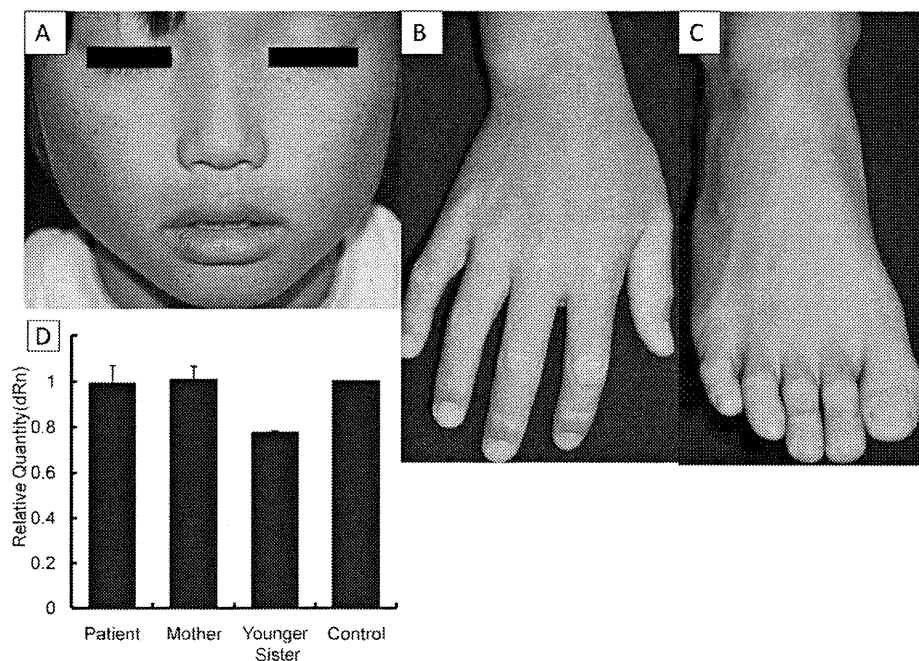 A
B
C
D
Relative Quantity(dRn)
1
0.8
0.6
0.4
0.2
0
Patient
Mother
Younger
Sister
Control